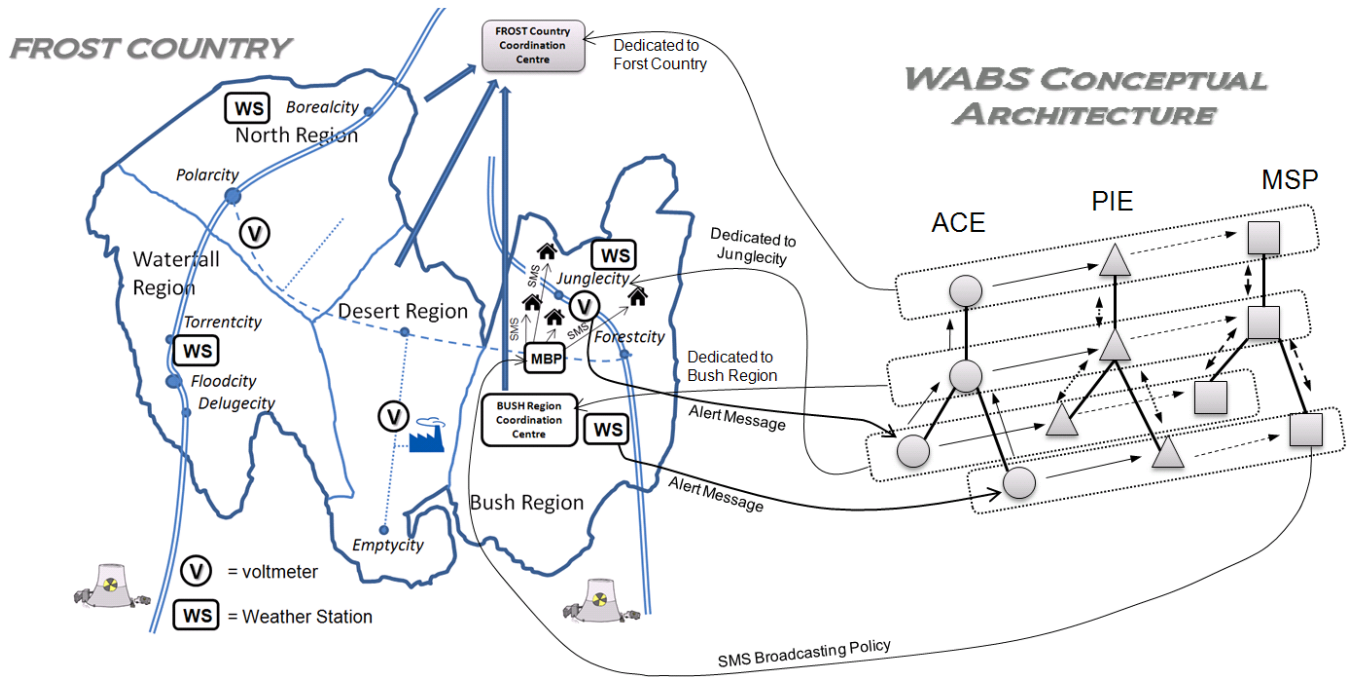 FROST COUNTRY
FROST Country
Coordination
Centre
Dedicated to
Forst Country
WABS Conceptual
Architecture
WS
Borealcity
North Region
Polarcity
V
Waterfall
Region
Torrentcity
WS
Floodcity
Delugecity
Desert Region
V
Emptycity
SMS
SMS
SMS
Junglecity
WS
V
Forestcity
MBP
BUSH Region
Coordination
Centre
WS
Bush Region
Dedicated to
Junglecity
Dedicated to
Bush Region
Alert Message
Alert Message
ACE
PIE
MSP
V = voltmeter
WS = Weather Station
SMS Broadcasting Policy